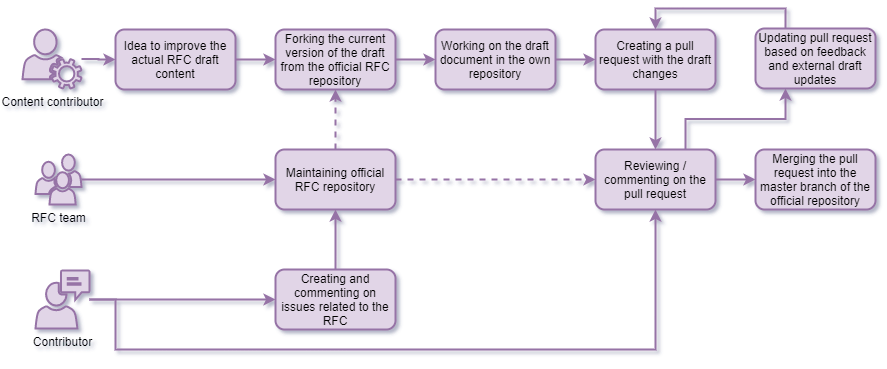 Content contributor
Idea to improve the
actual RFC draft
content
Forking the current
version of the draft
from the official RFC
repository
Working on the draft
document in the own
repository
Creating a pull
request with the draft
changes
Updating pull request
based on feedback
and external draft
updates
RFC team
Maintaining official
RFC repository
Reviewing /
commenting on the
pull request
Merging the pull
request into the
master branch of the
official repository
Contributor
Creating and
commenting on
issues related to the
RFC